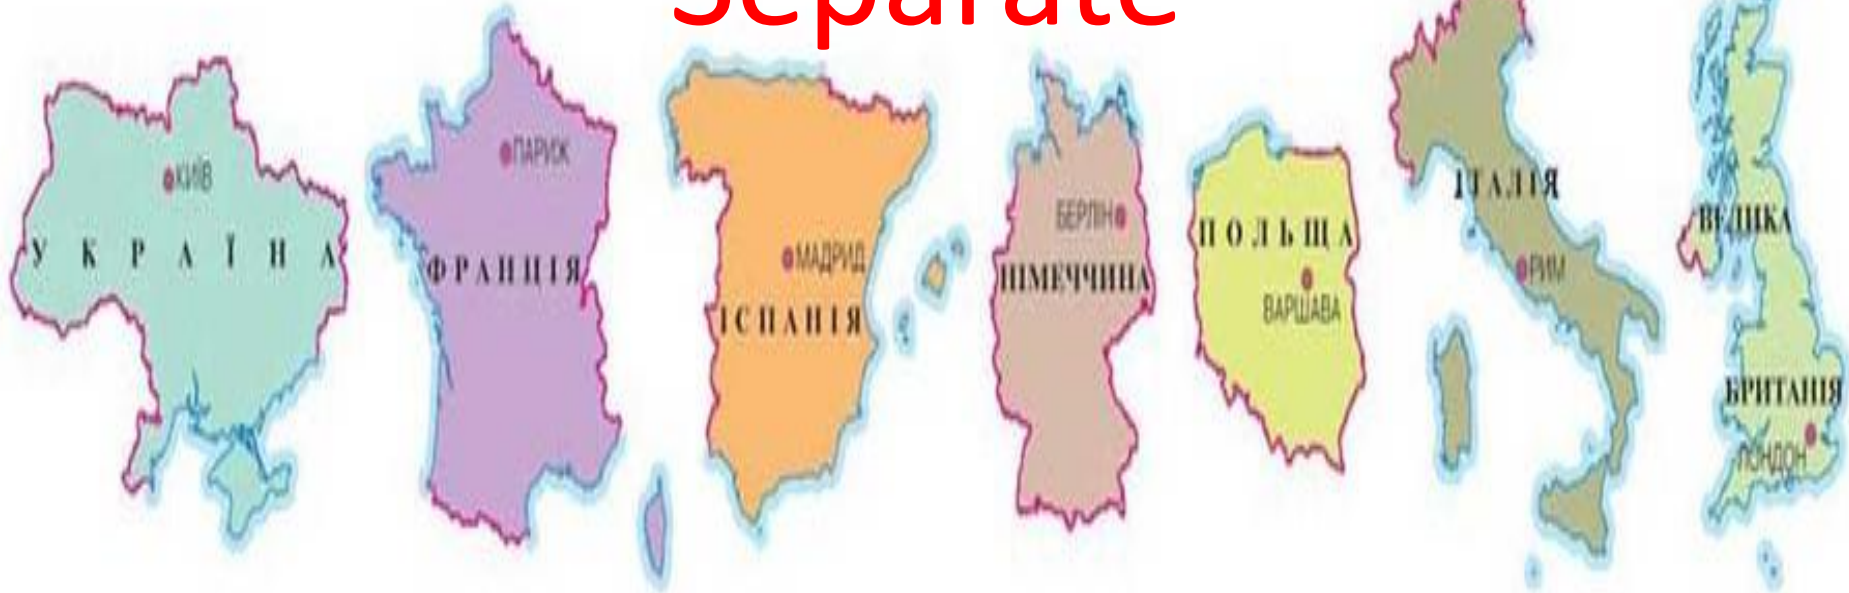 Separate
УКРАЇНА
КИЇВ
ФРАНЦІЯ
ПАРИЖ
ІСПАНІЯ
МАДРИД
НІМЕЧЧИНА
БЕРЛІН
ПОЛЬЩА
ВАРШАВА
ІТАЛІЯ
РИМ
ВЕЛИКА
БРИТАНІЯ
ЛОНДОН